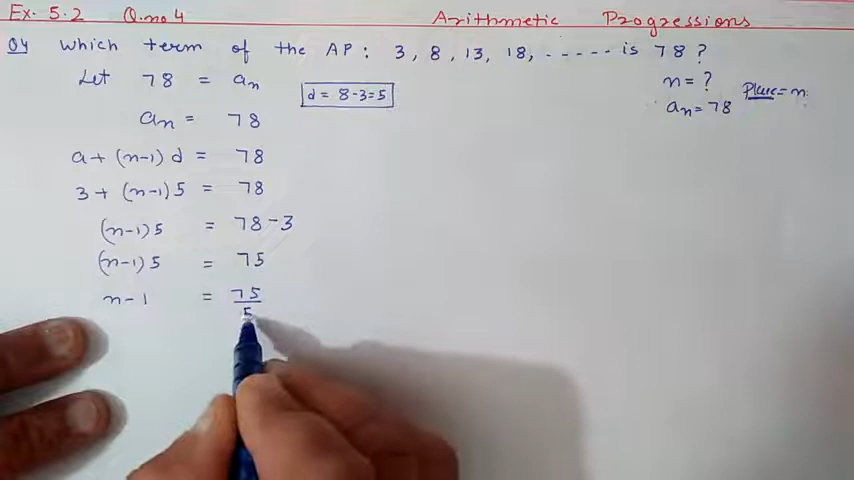 Ex. 5.2 Q.no 4 Arithmetic Progressions
Q4 Which term of the AP : 3, 8, 13, 18, ----- is 78 ?
Let 78 = an
d = 8-3=5
n = ?
Place = n
an = 78
an = 78
a + (n-1) d = 78
3 + (n-1) 5 = 78
(n-1) 5 = 78 - 3
(n-1) 5 = 75
n - 1 = 75/5